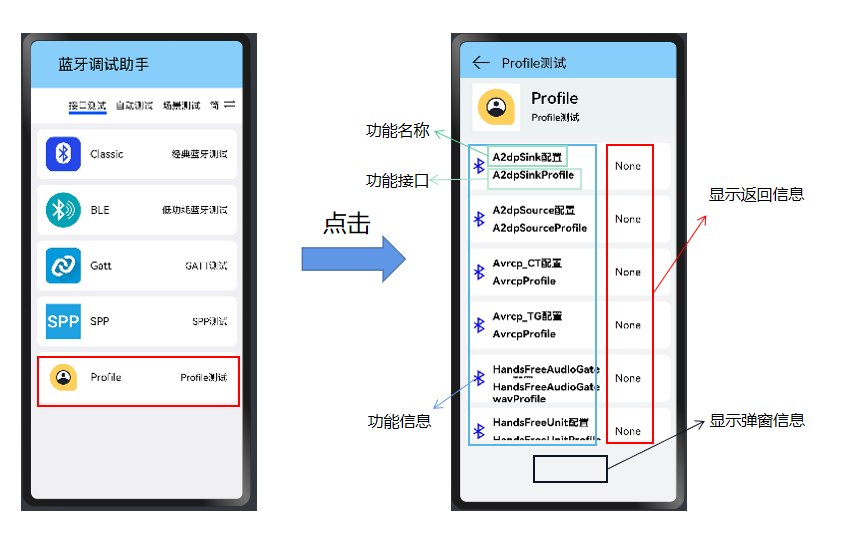 蓝牙调试助手
接口测试 自动测试 场景测试 简
Classic 经典蓝牙测试
BLE 低功耗蓝牙测试
Gatt GATT测试
SPP SPP SPP测试
Profile Profile测试
点击
Profile测试
Profile
Profile测试
功能名称
功能接口
A2dpSink配置
A2dpSinkProfile
None
A2dpSource配置
A2dpSourceProfile
None
Avrcp_CT配置
AvrcpProfile
None
Avrcp_TG配置
AvrcpProfile
None
HandsFreeAudioGate
HandsFreeAudioGate
wayProfile
None
HandsFreeUnit配置
HandsFreeUnitProfile
None
显示返回信息
功能信息
显示弹窗信息